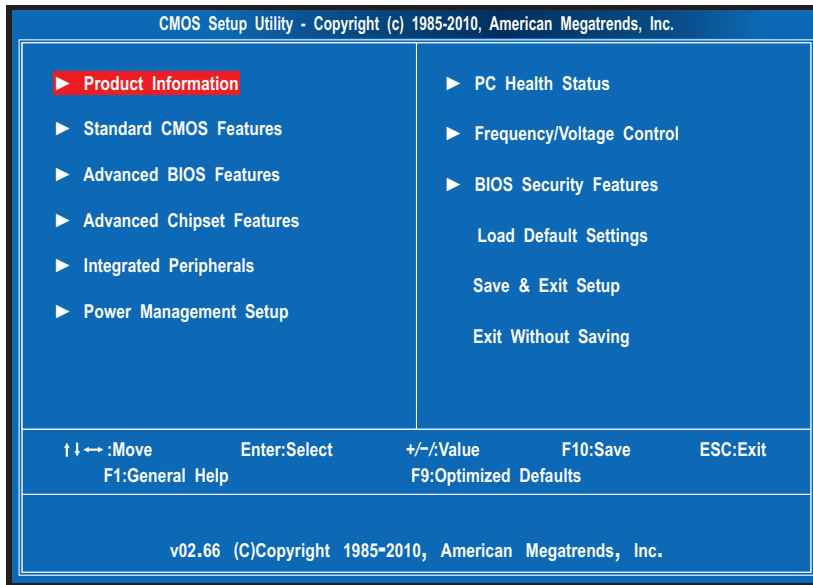 CMOS Setup Utility - Copyright (c) 1985-2010, American Megatrends, Inc.
► Product Information
► Standard CMOS Features
► Advanced BIOS Features
► Advanced Chipset Features
► Integrated Peripherals
► Power Management Setup
► PC Health Status
► Frequency/Voltage Control
► BIOS Security Features
Load Default Settings
Save & Exit Setup
Exit Without Saving
↑↓↔ :Move Enter:Select +/−/:Value F10:Save ESC:Exit
F1:General Help F9:Optimized Defaults
v02.66 (C)Copyright 1985-2010, American Megatrends, Inc.